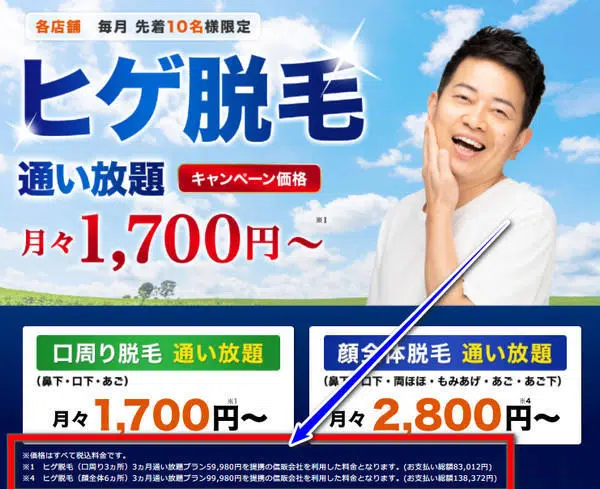 各店舗 毎月 先着10名様限定
ヒゲ脱毛
通い放題 キャンペーン価格
月々1,700円～※1
口周り脱毛 通い放題
(鼻下・口下・あご)
月々1,700円～※1
顔全体脱毛 通い放題
(鼻下・口下・両ほほ・もみあげ・あご・あご下)
月々2,800円～※4
※価格はすべて税込料金です。
※1 ヒゲ脱毛（口周り3ヵ所）3ヵ月通い放題プラン59,980円を提携の信販会社を利用した料金となります。(お支払い総額83,012円)
※4 ヒゲ脱毛（顔全体6ヵ所）3ヵ月通い放題プラン99,980円を提携の信販会社を利用した料金となります。(お支払い総額138,372円)